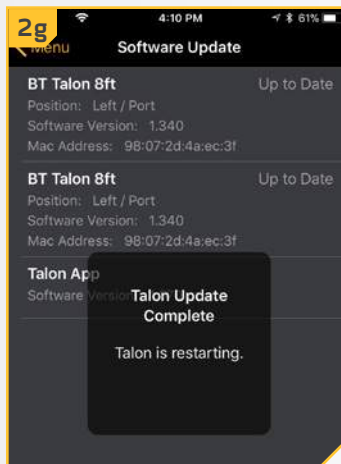 2g
4:10 PM
61%
Menu
Software Update
BT Talon 8ft
Up to Date
Position: Left / Port
Software Version: 1.340
Mac Address: 98:07:2d:4a:ec:3f
BT Talon 8ft
Up to Date
Position: Left / Port
Software Version: 1.340
Mac Address: 98:07:2d:4a:ec:3f
Talon App
Software Version
Talon Update
Complete
Talon is restarting.